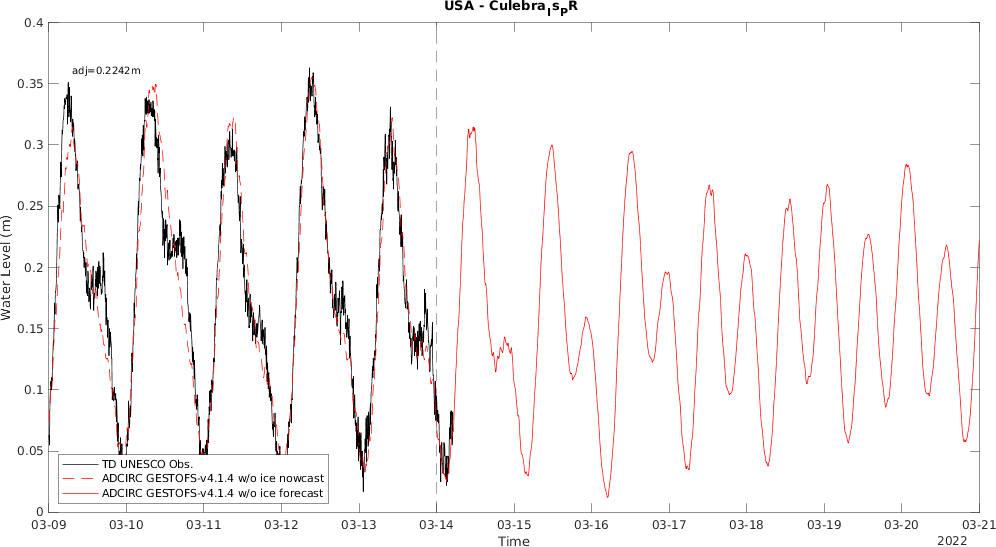 USA - CulebraIsPR
adj=0.2242m
0.4
0.35
0.3
0.25
0.2
0.15
0.1
0.05
0
Water Level (m)
TD UNESCO Obs.
ADCIRC GESTOFS-v4.1.4 w/o ice nowcast
ADCIRC GESTOFS-v4.1.4 w/o ice forecast
03-09 03-10 03-11 03-12 03-13 03-14 03-15 03-16 03-17 03-18 03-19 03-20 03-21
Time
2022